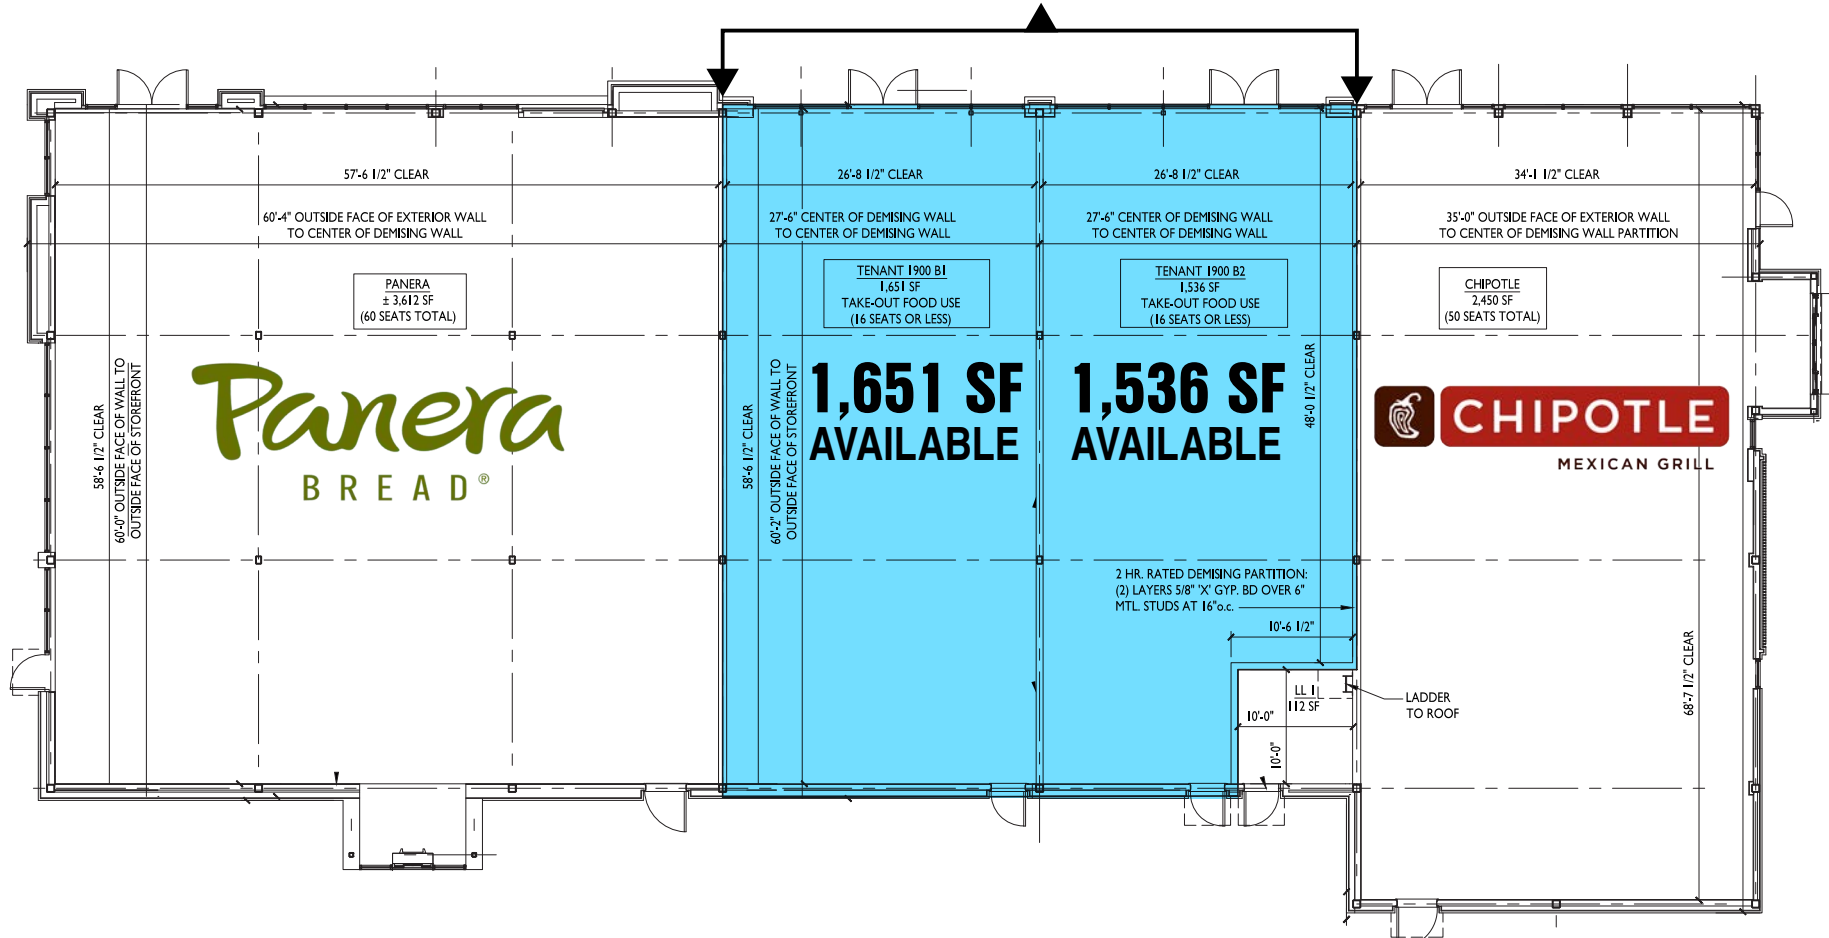 57'-6 1/2" CLEAR
26'-8 1/2" CLEAR
26'-8 1/2" CLEAR
34'-1 1/2" CLEAR
60'-4" OUTSIDE FACE OF EXTERIOR WALL
TO CENTER OF DEMISING WALL
27'-6" CENTER OF DEMISING WALL
TO CENTER OF DEMISING WALL
27'-6" CENTER OF DEMISING WALL
TO CENTER OF DEMISING WALL
35'-0" OUTSIDE FACE OF EXTERIOR WALL
TO CENTER OF DEMISING WALL PARTITION
PANERA
± 3,612 SF
(60 SEATS TOTAL)
TENANT 1900 B1
1,651 SF
TAKE-OUT FOOD USE
(16 SEATS OR LESS)
TENANT 1900 B2
1,536 SF
TAKE-OUT FOOD USE
(16 SEATS OR LESS)
CHIPOTLE
2,450 SF
(50 SEATS TOTAL)
58'-6 1/2" CLEAR
60'-0" OUTSIDE FACE OF WALL TO
OUTSIDE FACE OF STOREFRONT
Panera
BREAD®
58'-6 1/2" CLEAR
60'-2" OUTSIDE FACE OF WALL TO
OUTSIDE FACE OF STOREFRONT
1,651 SF
AVAILABLE
1,536 SF
AVAILABLE
48'-0 1/2" CLEAR
CHIPOTLE
MEXICAN GRILL
2 HR. RATED DEMISING PARTITION:
(2) LAYERS 5/8" 'X' GYP. BD OVER 6"
MTL. STUDS AT 16"o.c.
10'-6 1/2"
LL 1
112 SF
10'-0"
10'-0"
LADDER
TO ROOF
68'-7 1/2" CLEAR